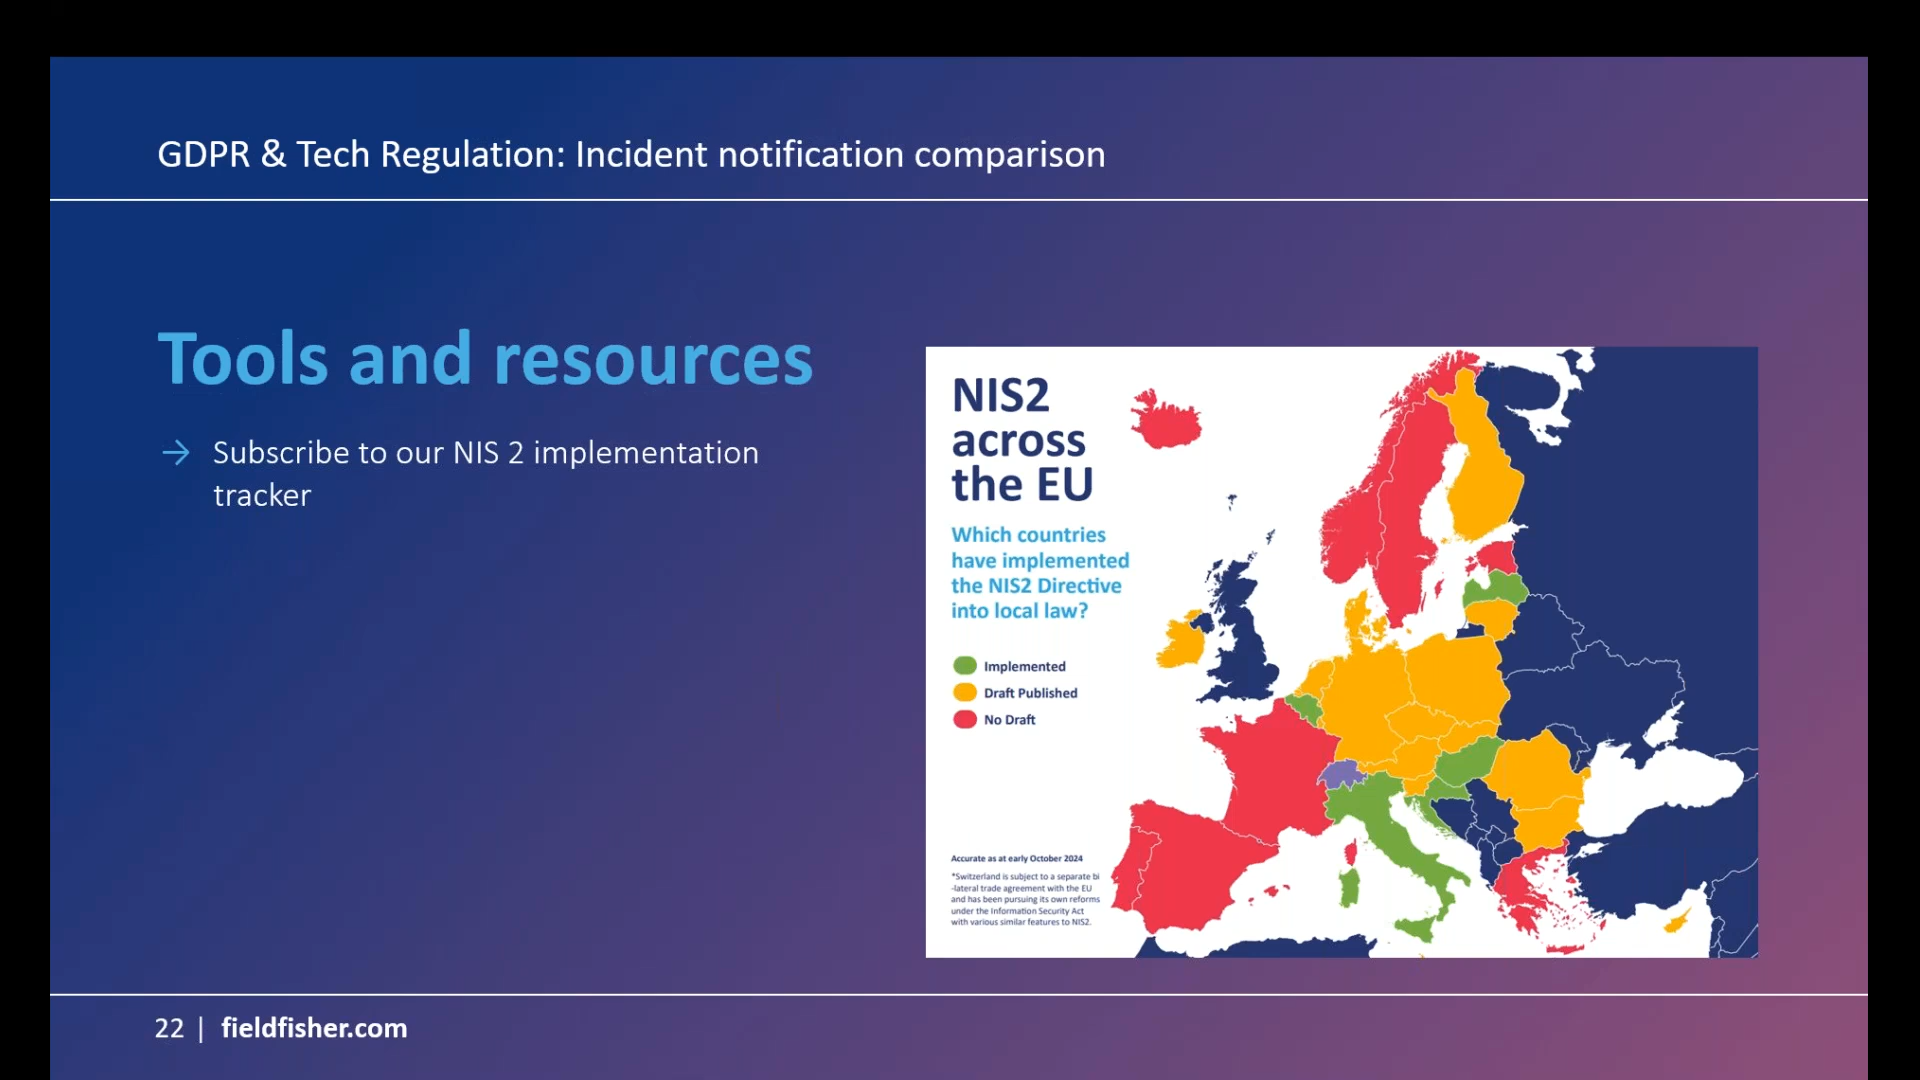 GDPR & Tech Regulation: Incident notification comparison
Tools and resources
→ Subscribe to our NIS 2 implementation
tracker
NIS2
across
the EU
Which countries
have implemented
the NIS2 Directive
into local law?
Implemented
Draft Published
No Draft
Accurate as at early October 2024
*Switzerland is subject to a separate bi
-lateral trade agreement with the EU
and has been pursuing its own reforms
under the Information Security Act
with various similar features to NIS2.
22 | fieldfisher.com